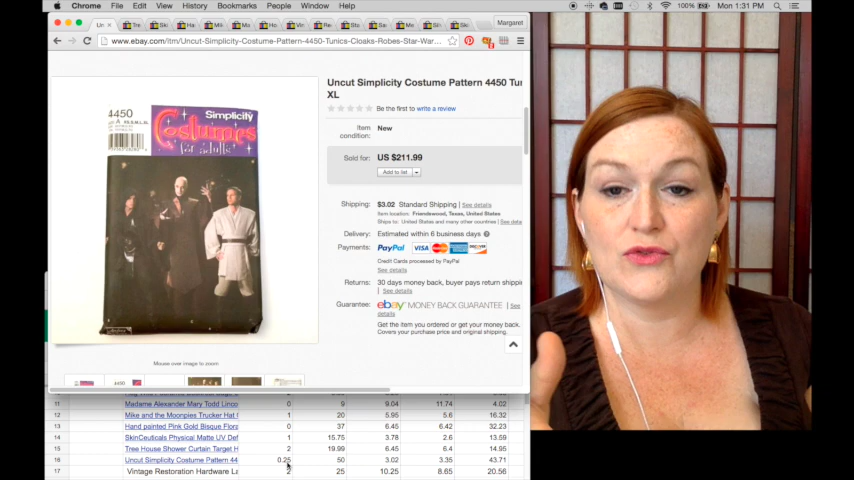 Chrome File Edit View History Bookmarks People Window Help 100% Mon 1:31 PM
Margaret
www.ebay.com/itm/Uncut-Simplicity-Costume-Pattern-4450-Tunics-Cloaks-Robes-Star-War...
Uncut Simplicity Costume Pattern 4450 Tun
XL
Be the first to write a review
Item condition: New
Sold for: US $211.99
Add to list
Shipping: $3.02 Standard Shipping | See details
Item location: Friendswood, Texas, United States
Ships to: United States and many other countries | See deta
Delivery: Estimated within 6 business days
Payments: PayPal VISA MasterCard DISCOVER
Credit Cards processed by PayPal
See details
Returns: 30 days money back, buyer pays return shippin
| See details
Guarantee: ebay MONEY BACK GUARANTEE | See
details
Get the item you ordered or get your money back.
Covers your purchase price and original shipping.
4450 Simplicity
Costumes
for adults
Mouse over image to zoom
11 Madame Alexander Mary Todd Linco 0 9 9.04 11.74 4.02
12 Mike and the Moonpies Trucker Hat 1 20 5.95 5.6 16.32
13 Hand painted Pink Gold Bisque Flora 0 37 6.45 6.42 32.23
14 SkinCeuticals Physical Matte UV Def 1 15.75 3.78 2.6 13.59
15 Tree House Shower Curtain Target H 2 19.99 6.45 6.4 14.95
16 Uncut Simplicity Costume Pattern 44 0.25 50 3.02 3.35 43.71
17 Vintage Restoration Hardware La 2 25 10.25 8.65 20.56